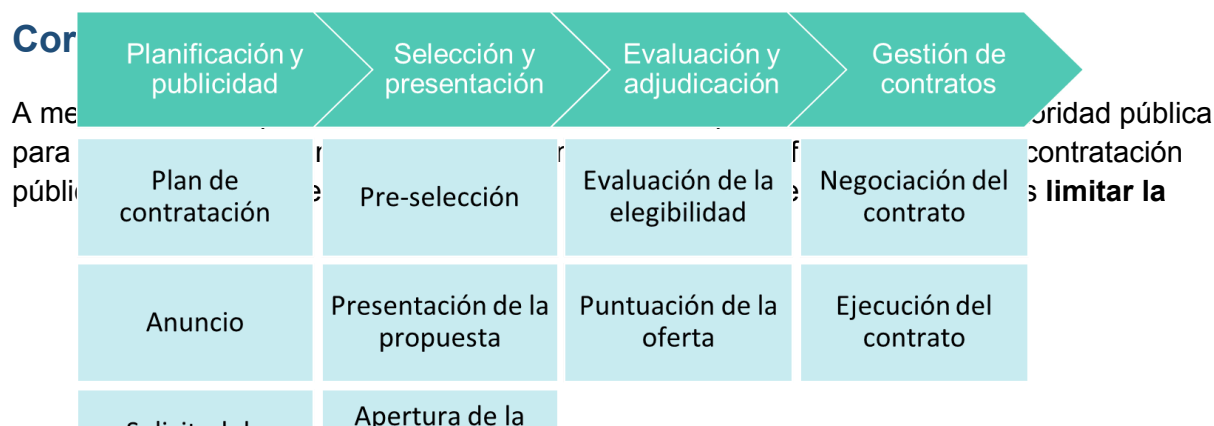 Cor
Planificación y
publicidad
Selección y
presentación
Evaluación y
adjudicación
Gestión de
contratos
A me
pública
para
contratación
públi
limitar la
Plan de
contratación
Pre-selección
Evaluación de la
elegibilidad
Negociación del
contrato
Anuncio
Presentación de la
propuesta
Puntuación de la
oferta
Ejecución del
contrato
Apertura de la